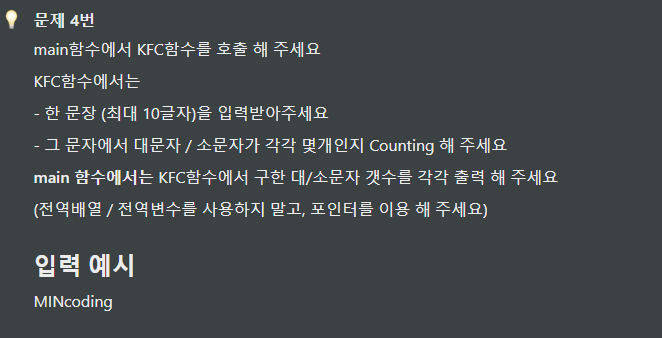 문제 4번
main함수에서 KFC함수를 호출 해 주세요
KFC함수에서는
- 한 문장 (최대 10글자)을 입력받아주세요
- 그 문자에서 대문자 / 소문자가 각각 몇개인지 Counting 해 주세요
main 함수에서는 KFC함수에서 구한 대/소문자 갯수를 각각 출력 해 주세요
(전역배열 / 전역변수를 사용하지 말고, 포인터를 이용 해 주세요)
입력 예시
MINcoding